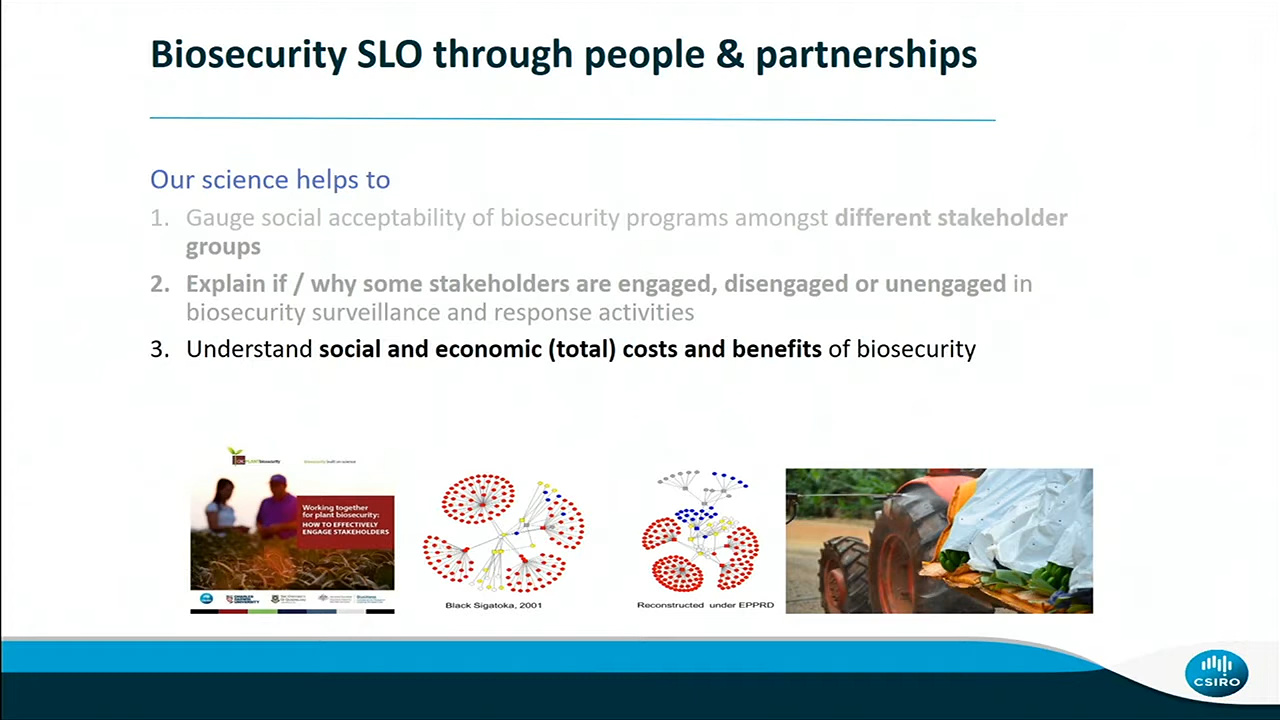 Biosecurity SLO through people & partnerships
Our science helps to
1. Gauge social acceptability of biosecurity programs amongst different stakeholder
groups
2. Explain if / why some stakeholders are engaged, disengaged or unengaged in
biosecurity surveillance and response activities
3. Understand social and economic (total) costs and benefits of biosecurity
Working together
for plant biosecurity:
HOW TO EFFECTIVELY
ENGAGE STAKEHOLDERS
Black Sigatoka, 2001
Reconstructed under EPPRD
CSIRO